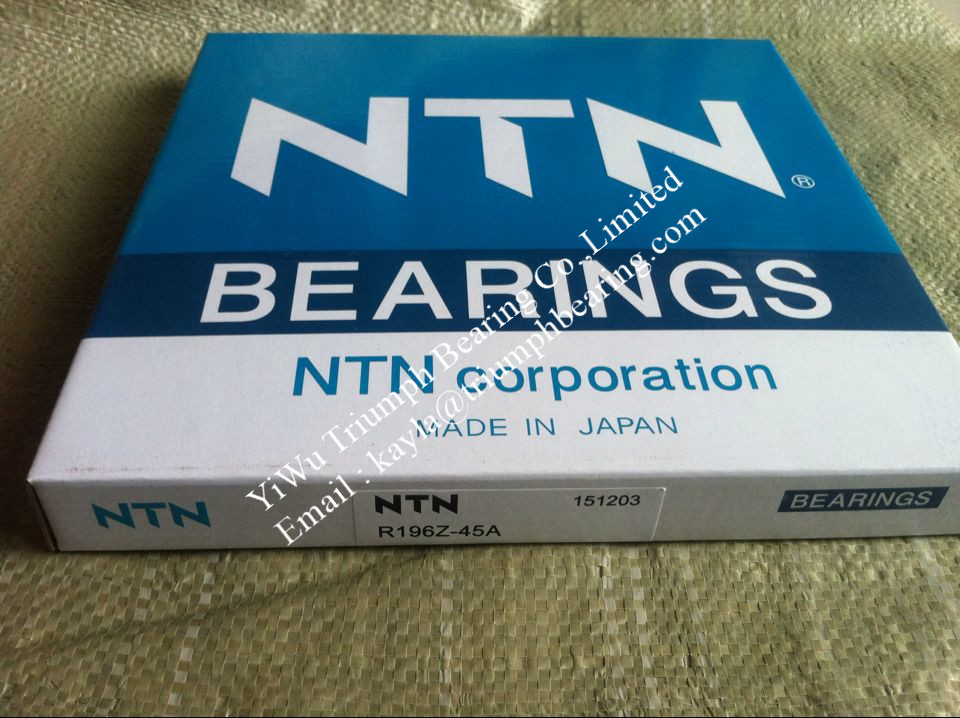 NTN ®
BEARINGS
NTN corporation
MADE IN JAPAN
NTN
NTN 151203
R196Z-45A
BEARINGS
YiWu Triumph Bearing Co.,Limited
Email : kayla@triumphbearing.com